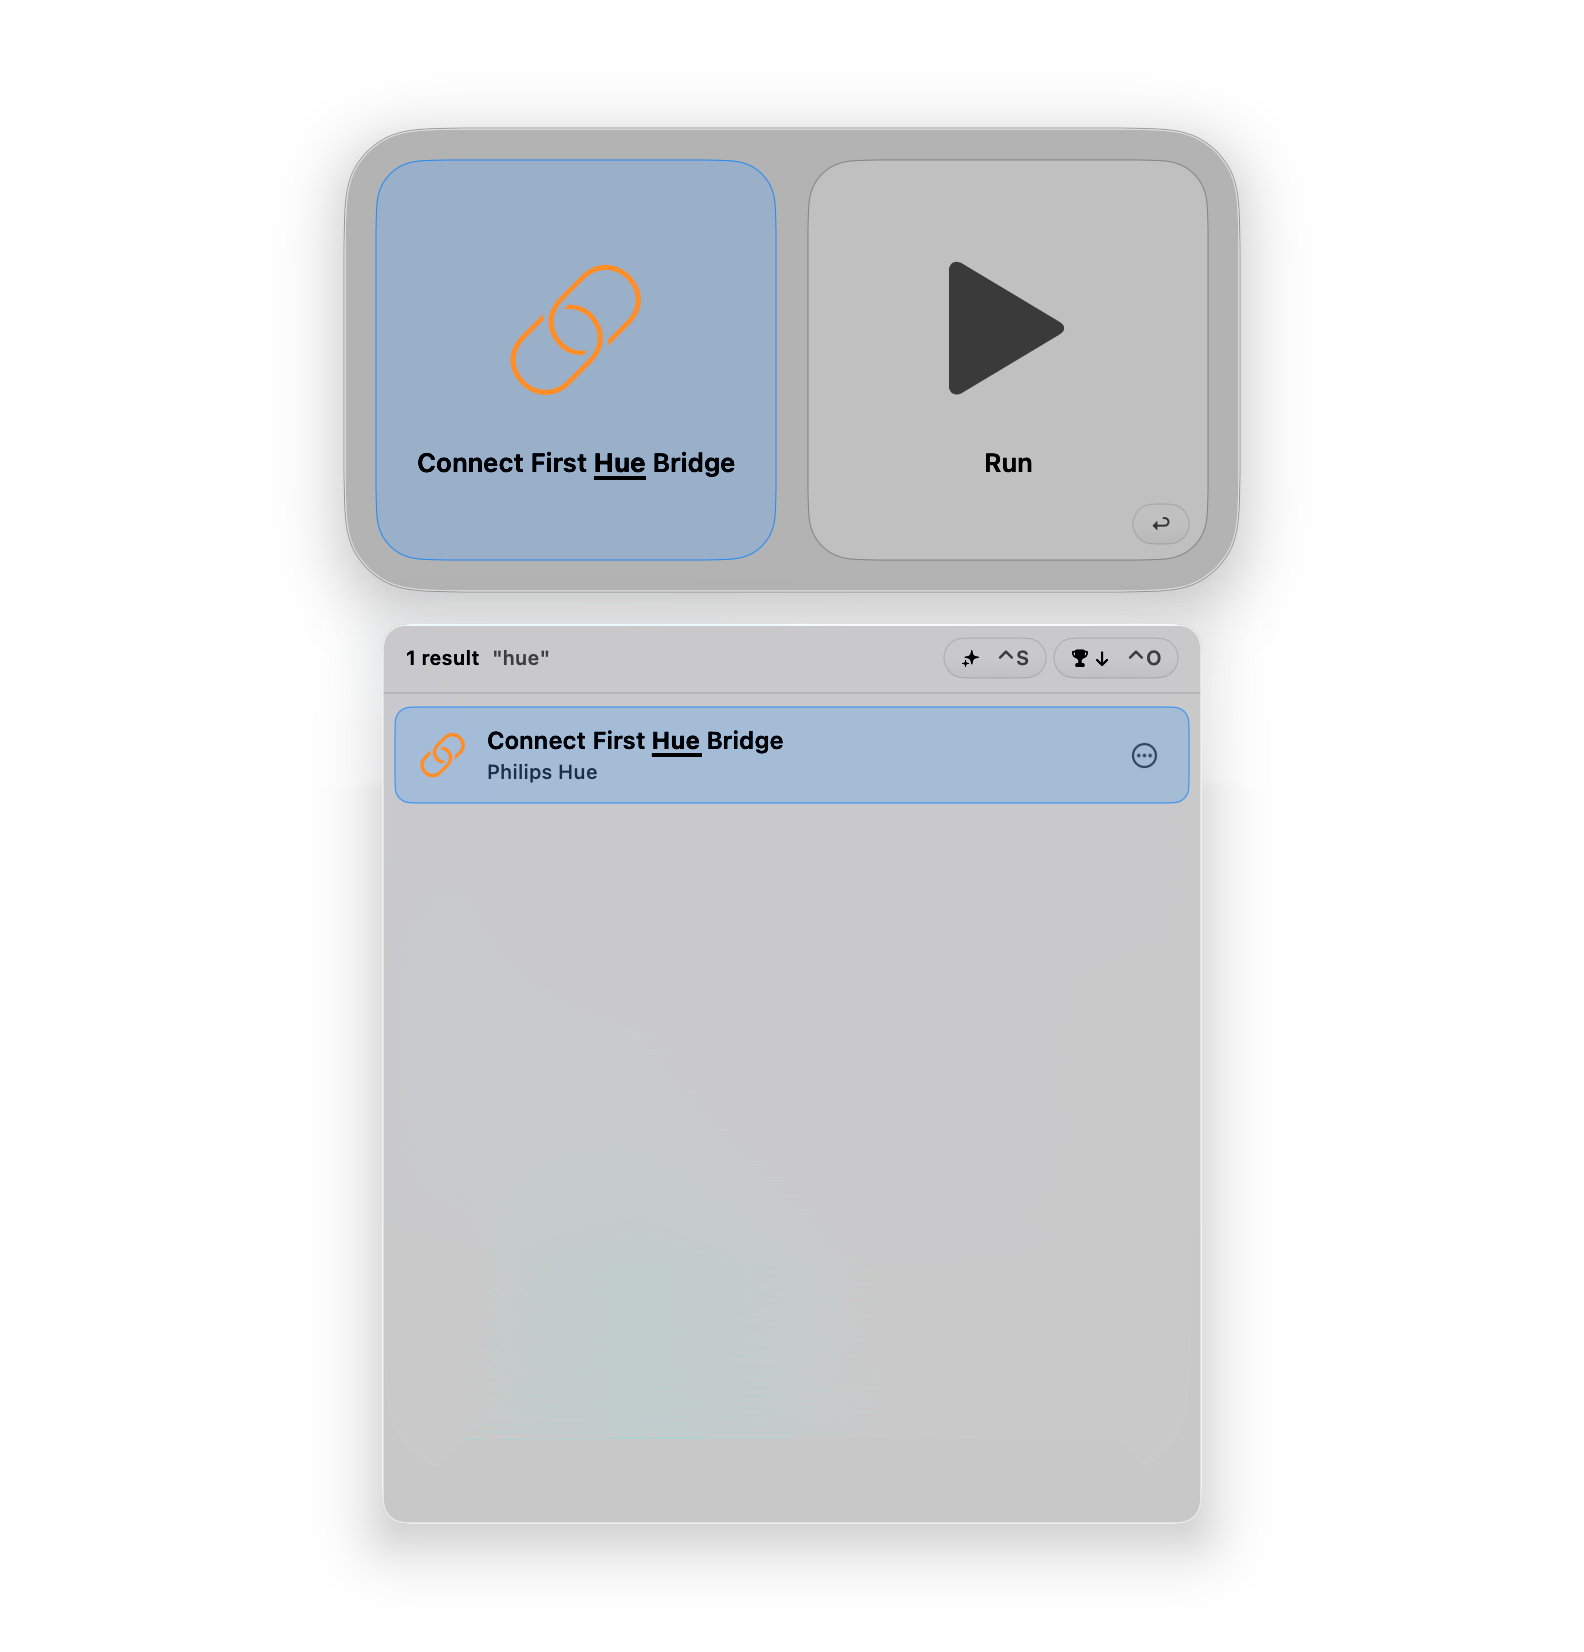 Connect First Hue Bridge
Run
1 result "hue"
^S
^O
Connect First Hue Bridge
Philips Hue